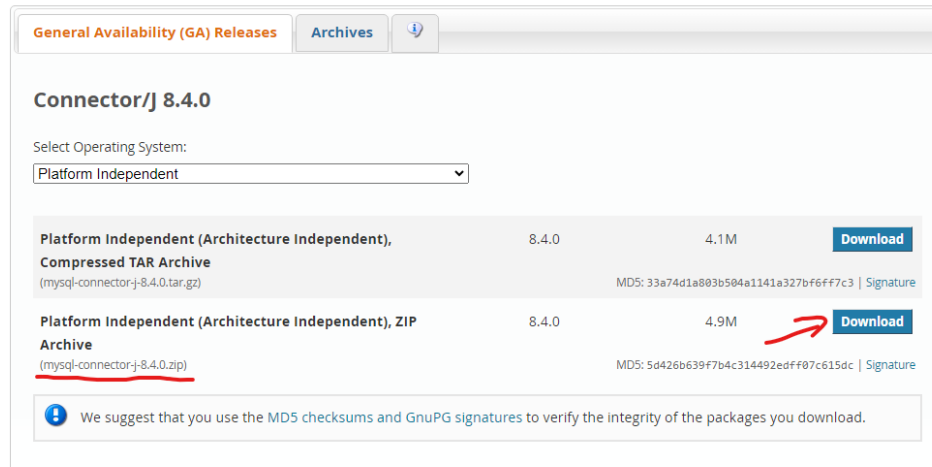 General Availability (GA) Releases
Archives
Connector/J 8.4.0
Select Operating System:
Platform Independent
Platform Independent (Architecture Independent), 8.4.0 4.1M Download
Compressed TAR Archive
(mysql-connector-j-8.4.0.tar.gz) MD5: 33a74d1a803b504a1141a327bf6ff7c3 | Signature
Platform Independent (Architecture Independent), ZIP 8.4.0 4.9M Download
Archive
(mysql-connector-j-8.4.0.zip) MD5: 5d426b639f7b4c314492edff07c615dc | Signature
We suggest that you use the MD5 checksums and GnuPG signatures to verify the integrity of the packages you download.